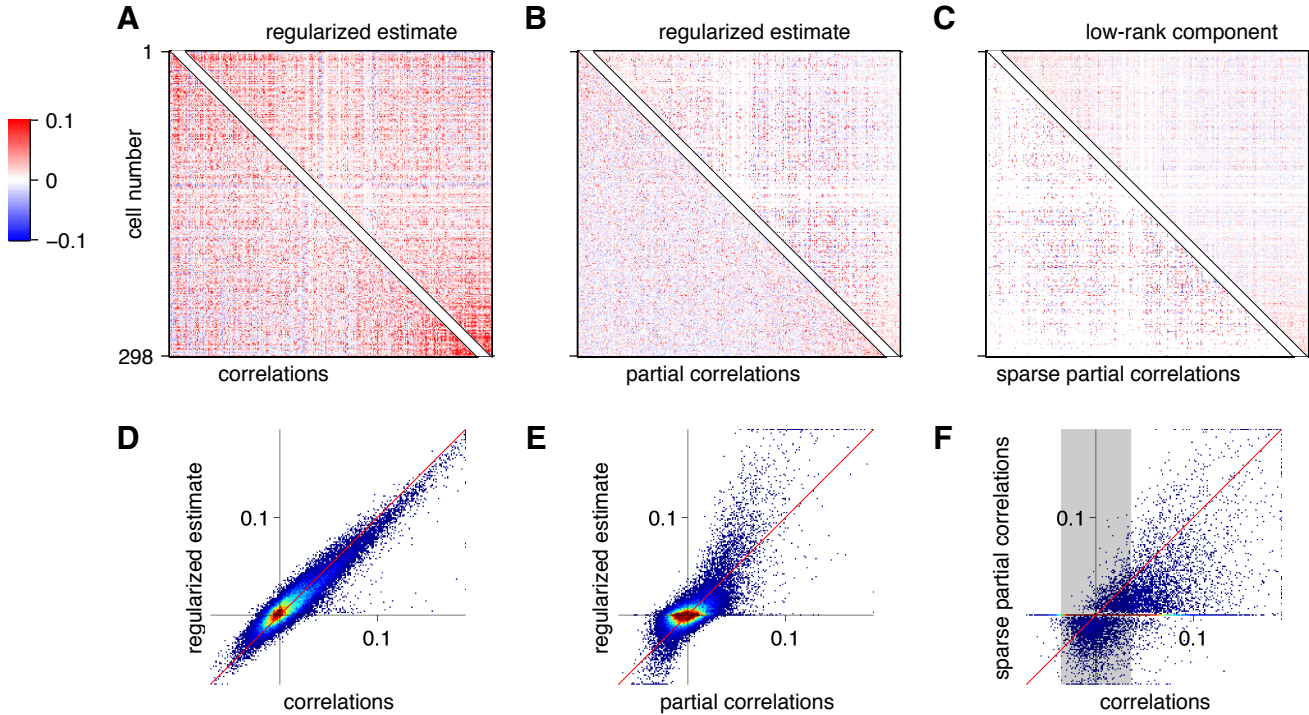 A
B
C
regularized estimate
regularized estimate
low-rank component
1
0.1
0
−0.1
cell number
298
correlations
partial correlations
sparse partial correlations
D
E
F
regularized estimate
0.1
0.1
correlations
regularized estimate
0.1
0.1
partial correlations
sparse partial correlations
0.1
0.1
correlations